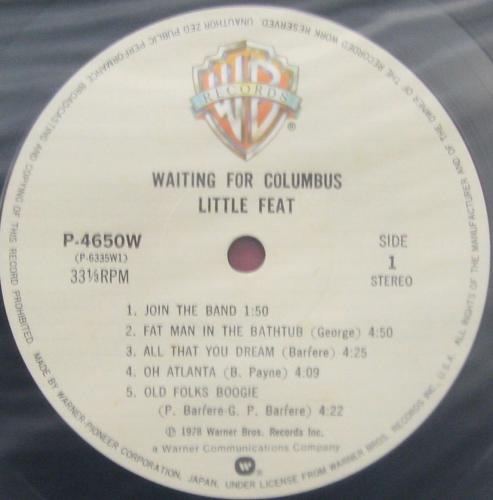 WB
RECORDS
®
WAITING FOR COLUMBUS
LITTLE FEAT
P-4650W
(P-6335W1)
33⅓RPM
SIDE
1
STEREO
1. JOIN THE BAND 1:50
2. FAT MAN IN THE BATHTUB (George) 4:50
3. ALL THAT YOU DREAM (Barfere) 4:25
4. OH ATLANTA (B. Payne) 4:09
5. OLD FOLKS BOOGIE
(P. Barfere-G. P. Barfere) 4:22
℗ 1978 Warner Bros. Records Inc.
a Warner Communications Company
MADE BY WARNER-PIONEER CORPORATION, JAPAN, UNDER LICENSE FROM WARNER BROS. RECORDS INC., U.S.A. ALL RIGHTS OF THE MANUFACTURER AND OF THE OWNER OF THE RECORDED WORK RESERVED. UNAUTHORIZED PUBLIC PERFORMANCE BROADCASTING AND COPYING OF THIS RECORD PROHIBITED.